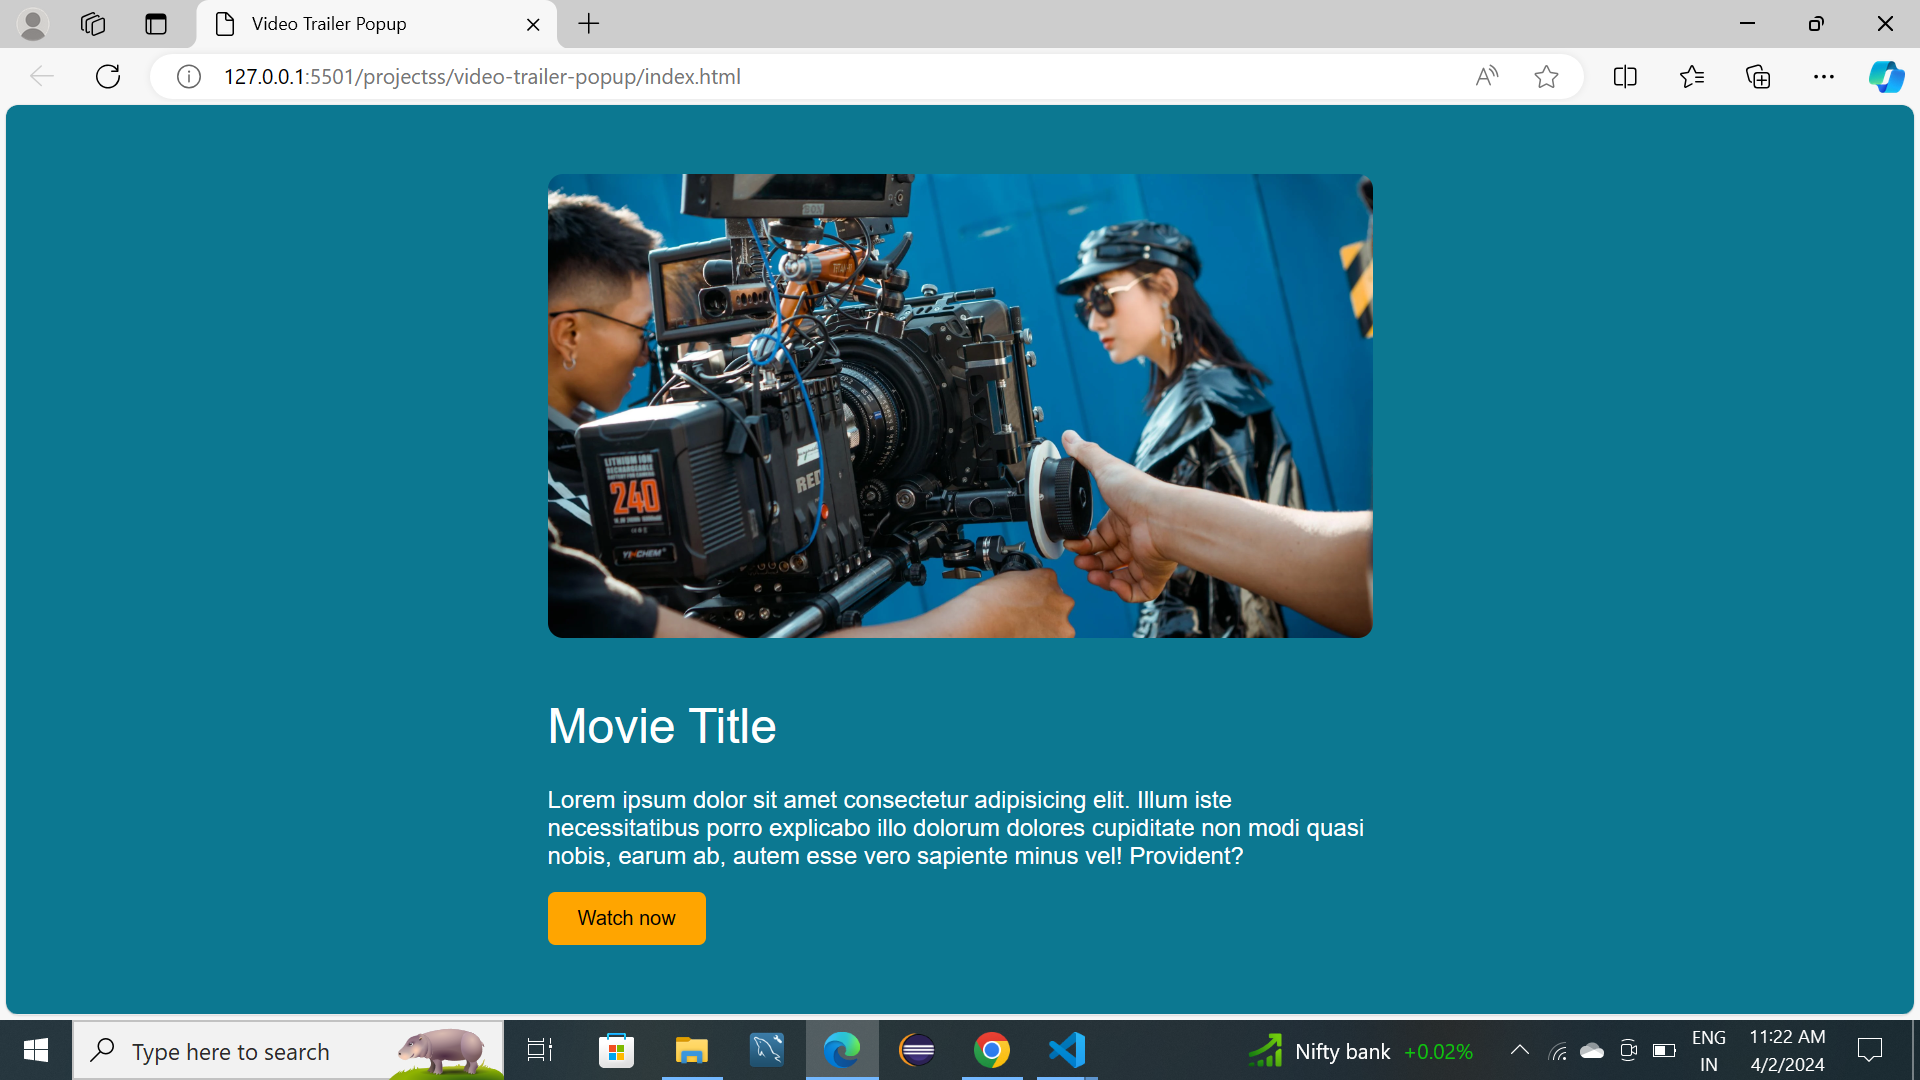 Video Trailer Popup
127.0.0.1:5501/projectss/video-trailer-popup/index.html
LITHIUM ION
RECHARGEABLE
240
RED
Movie Title
Lorem ipsum dolor sit amet consectetur adipisicing elit. Illum iste
necessitatibus porro explicabo illo dolorum dolores cupiditate non modi quasi
nobis, earum ab, autem esse vero sapiente minus vel! Provident?
Watch now
Type here to search
Nifty bank +0.02%
ENG
IN
11:22 AM
4/2/2024